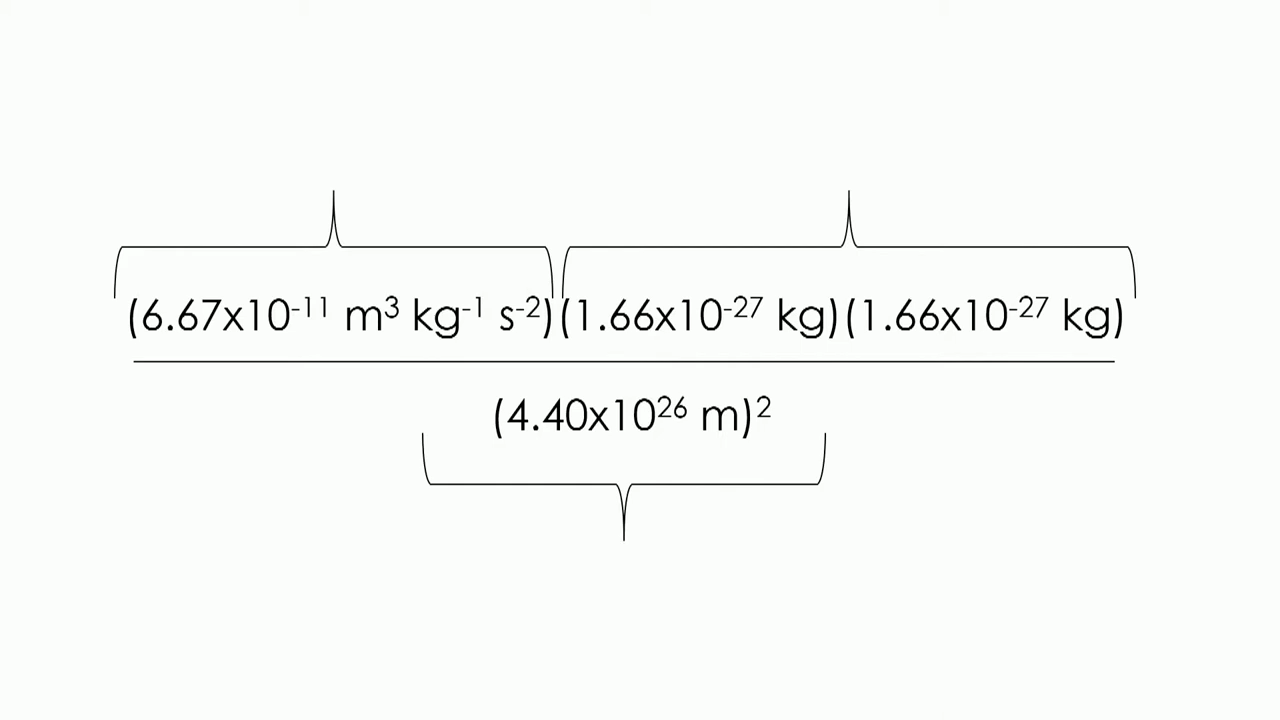 (6.67x10⁻¹¹ m³ kg⁻¹ s⁻²)(1.66x10⁻²⁷ kg)(1.66x10⁻²⁷ kg)
(4.40x10²⁶ m)²